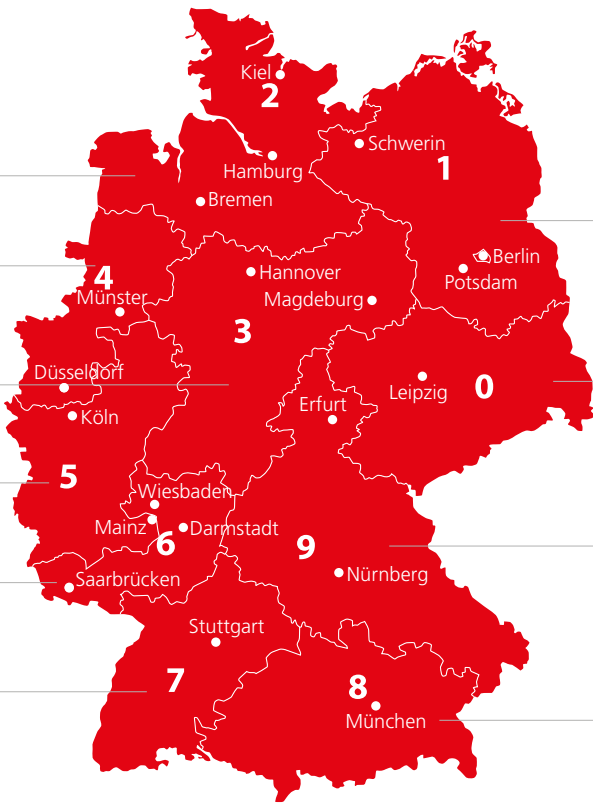 Kiel
2
Schwerin
Hamburg
1
Bremen
Berlin
Hannover
4
Potsdam
Münster
Magdeburg
3
Düsseldorf
Leipzig
0
Erfurt
Köln
5
Wiesbaden
Mainz
Darmstadt
6
9
Nürnberg
Saarbrücken
Stuttgart
7
8
München